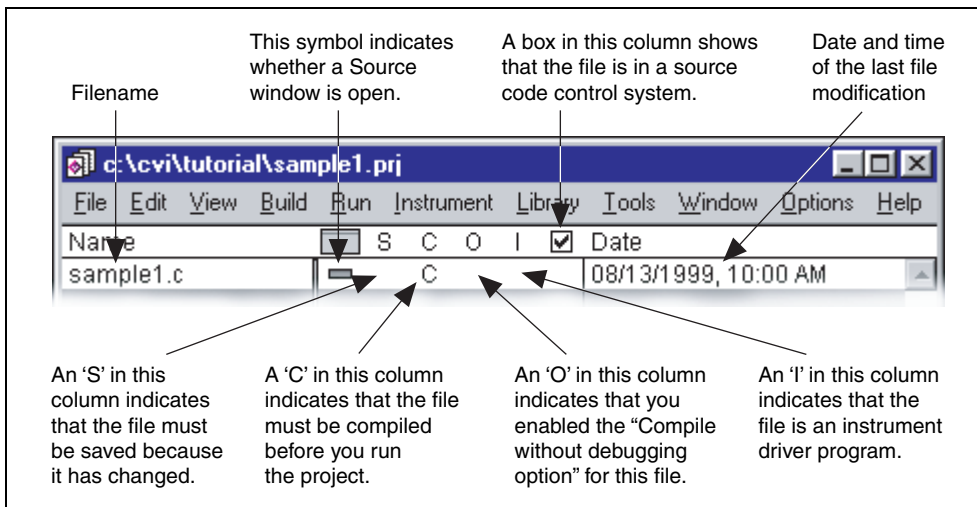 This symbol indicates
whether a Source
window is open.
A box in this column shows
that the file is in a source
code control system.
Date and time
of the last file
modification
Filename
c:\cvi\tutorial\sample1.prj
File Edit View Build Run Instrument Library Tools Window Options Help
Name S C O I Date
sample1.c C 08/13/1999, 10:00 AM
An ‘S’ in this
column indicates
that the file must
be saved because
it has changed.
A ‘C’ in this column
indicates that the file
must be compiled
before you run
the project.
An ‘O’ in this column
indicates that you
enabled the “Compile
without debugging
option” for this file.
An ‘I’ in this column
indicates that the
file is an instrument
driver program.